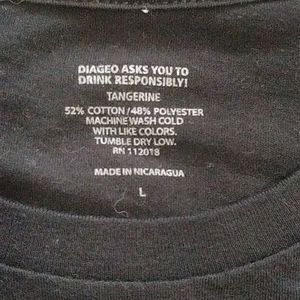 DIAGEO ASKS YOU TO
DRINK RESPONSIBLY!
TANGERINE
52% COTTON/48% POLYESTER
MACHINE WASH COLD
WITH LIKE COLORS.
TUMBLE DRY LOW.
RN 112018
MADE IN NICARAGUA
L